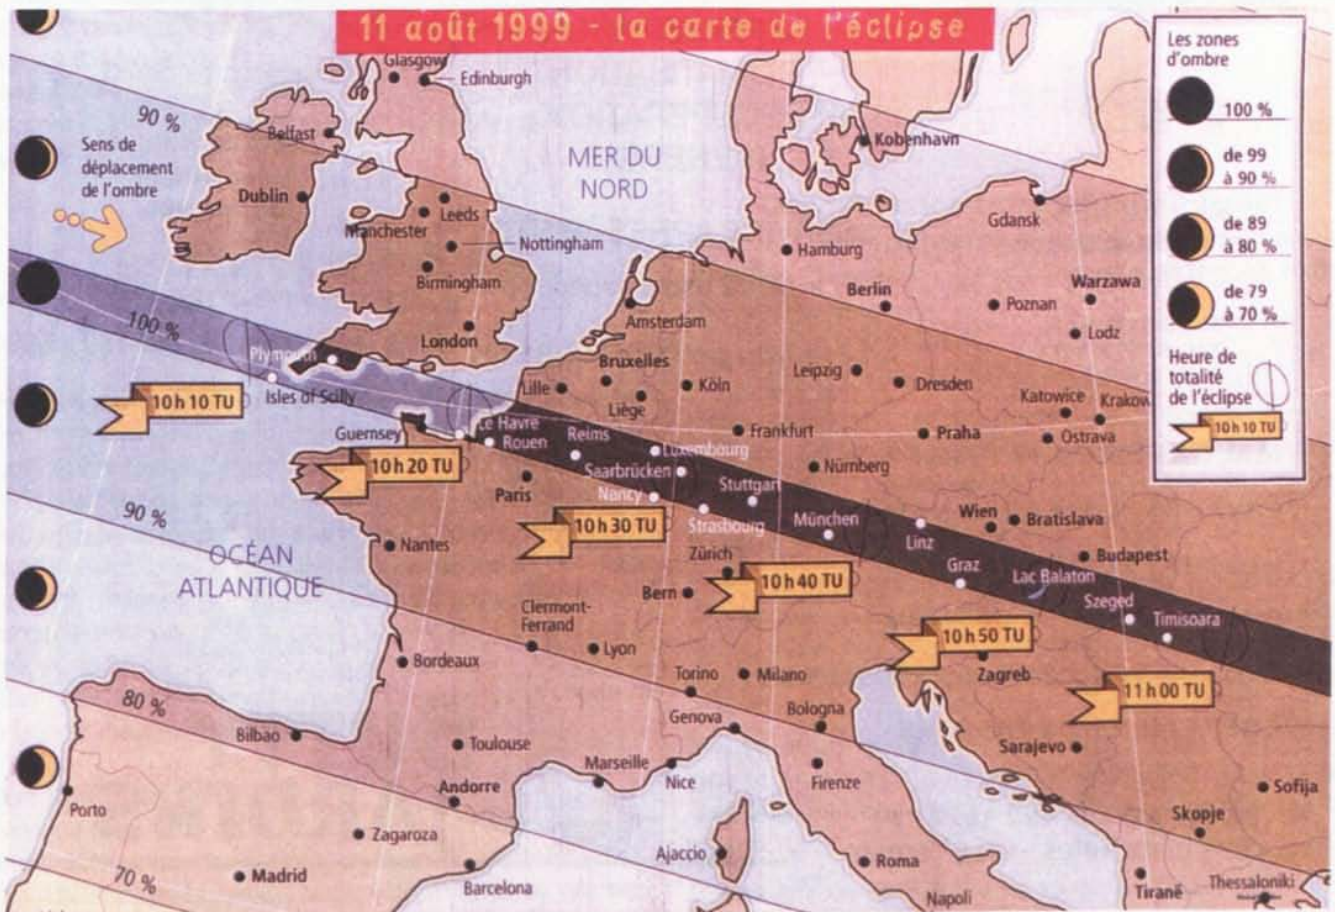 11 août 1999 - la carte de l'éclipse
Les zones
d'ombre
100 %
de 99
à 90 %
de 89
à 80 %
de 79
à 70 %
Heure de
totalité
de l'éclipse
10 h 10 TU
Glasgow
Edinburgh
90 %
Belfast
Sens de
déplacement
de l'ombre
MER DU
NORD
Kobenhavn
Dublin
Leeds
Manchester
Nottingham
Birmingham
Gdansk
Hamburg
Berlin
Warzawa
Poznan
Lodz
Amsterdam
100 %
London
Plymouth
Isles of Scilly
Bruxelles
Lille
Liège
Köln
Leipzig
Dresden
Katowice
Krakow
10 h 10 TU
Guernsey
Le Havre
Rouen
Reims
Luxembourg
Frankfurt
Praha
Ostrava
10 h 20 TU
Paris
Saarbrücken
Nancy
Stuttgart
Strasbourg
Nürnberg
90 %
10 h 30 TU
München
Linz
Wien
Bratislava
Nantes
OCÉAN
ATLANTIQUE
Zürich
Bern
10 h 40 TU
Graz
Lac Balaton
Budapest
Szeged
Timisoara
Clermont-
Ferrand
Lyon
Bordeaux
Torino
Milano
10 h 50 TU
Zagreb
11 h 00 TU
80 %
Bilbao
Toulouse
Genova
Bologna
Sarajevo
Marseille
Nice
Firenze
Andorre
Sofija
Porto
Zagaroza
Skopje
Ajaccio
Roma
70 %
Madrid
Barcelona
Napoli
Tiranë
Thessaloniki